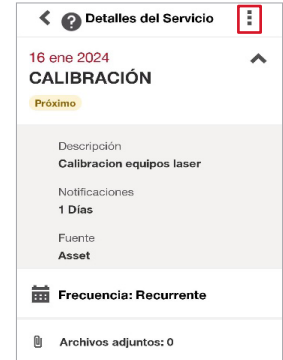 Detalles del Servicio
16 ene 2024
CALIBRACIÓN
Próximo
Descripción
Calibracion equipos laser
Notificaciones
1 Días
Fuente
Asset
Frecuencia: Recurrente
Archivos adjuntos: 0